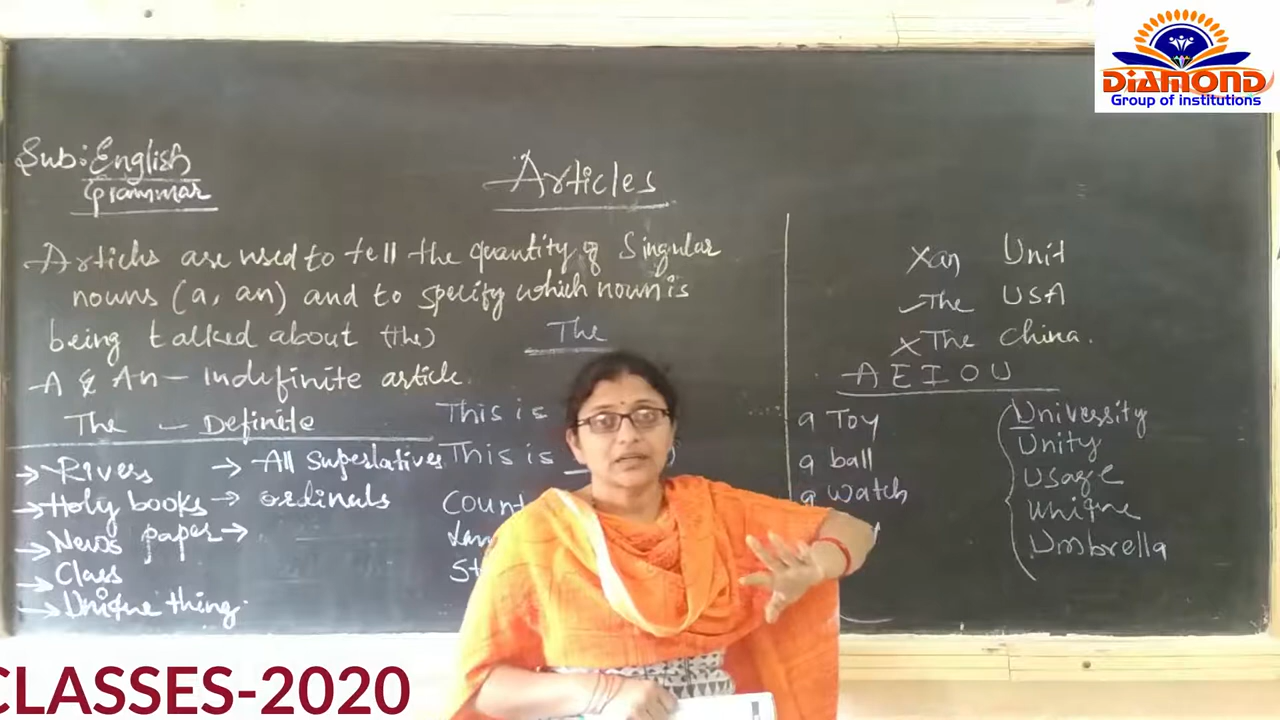 DIAMOND
Group of institutions
Sub: English
Grammar
Articles
Articles are used to tell the quantity of Singular
nouns (a, an) and to specify which noun is
being talked about (the)
The
A & An - Indefinite article
The - Definite
→ Rivers
→ Holy books
→ News paper
→ Class
→ Unique thing
→ All Superlatives
→ ordinals
→
This is
This is
Count
St
x an Unit
✓ The USA
x The China.
A E I O U
a Toy
a ball
a watch
University
Unity
Usage
Unique
Umbrella
CLASSES-2020